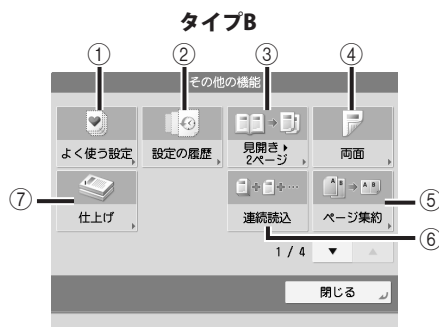 タイプB
① ② ③ ④
その他の機能
よく使う設定 設定の履歴 見開き▶ 両面
2ページ
⑦ 仕上げ 連続読込 ページ集約 ⑤
⑥
1 / 4 ▼ ▲
閉じる